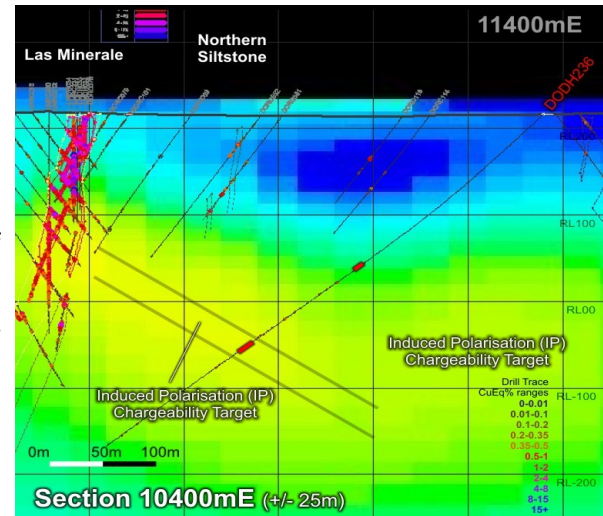 11400mE
Las Minerale
Northern
Siltstone
DODH236
RL200
RL100
RL00
Induced Polarisation (IP)
Chargeability Target
Induced Polarisation (IP)
Chargeability Target
Drill Trace
CuEq% ranges
0-0.01
0.01-0.1
0.1-0.2
0.2-0.35
0.35-0.5
0.5-1
1-2
2-4
4-8
8-15
15+
RL-100
RL-200
0m 50m 100m
Section 10400mE (+/- 25m)